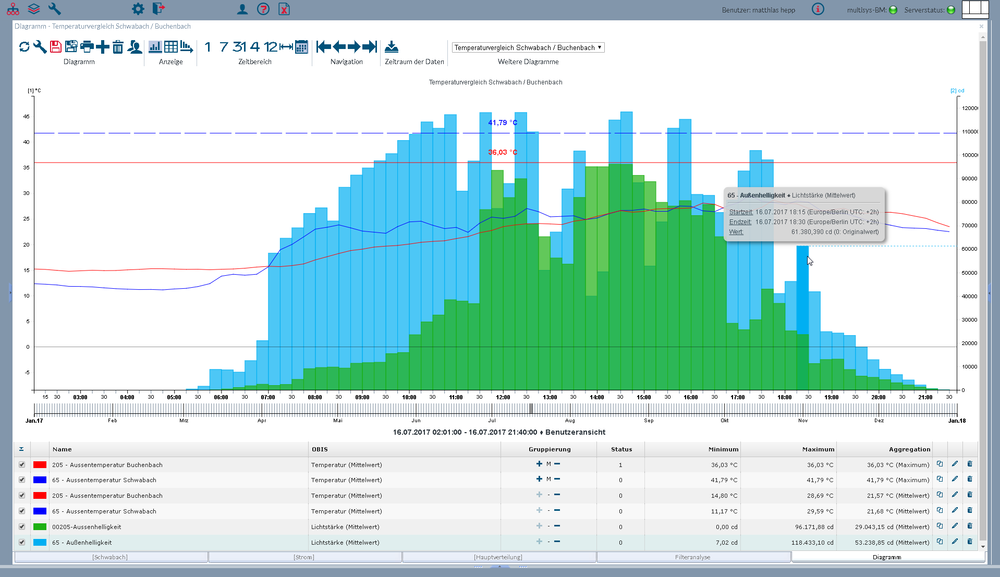 Benutzer: matthias hepp
multisys-BM:
Serverstatus:
Diagramm - Temperaturvergleich Schwabach / Buchenbach
1 7 31 4 12
Temperaturvergleich Schwabach / Buchenbach
Diagramm
Anzeige
Zeitbereich
Navigation
Zeitraum der Daten
Weitere Diagramme
Temperaturvergleich Schwabach / Buchenbach
[1] °C
[2] cd
45
40
35
30
25
20
15
10
5
0
-5
12000
110000
100000
90000
80000
70000
60000
50000
40000
30000
20000
10000
0
41,79 °C
36,03 °C
65 - Außenhelligkeit ♦ Lichtstärke (Mittelwert)
Startzeit: 16.07.2017 18:15 (Europe/Berlin UTC: +2h)
Endzeit: 16.07.2017 18:30 (Europe/Berlin UTC: +2h)
Wert: 61.380,390 cd (0: Originalwert)
15 30 03:00 30 04:00 30 05:00 30 06:00 30 07:00 30 08:00 30 09:00 30 10:00 30 11:00 30 12:00 30 13:00 30 14:00 30 15:00 30 16:00 30 17:00 30 18:00 30 19:00 30 20:00 30 21:00 30
Jan.17 Feb Mrz Apr Mai Jun Jul Aug Sep Okt Nov Dez Jan.18
16.07.2017 02:01:00 - 16.07.2017 21:40:00 ♦ Benutzeransicht
Name OBIS Gruppierung Status Minimum Maximum Aggregation
205 - Aussentemperatur Buchenbach Temperatur (Mittelwert) + M - 1 36,03 °C 36,03 °C 36,03 °C (Maximum)
65 - Aussentemperatur Schwabach Temperatur (Mittelwert) + M - 0 41,79 °C 41,79 °C 41,79 °C (Maximum)
205 - Aussentemperatur Buchenbach Temperatur (Mittelwert) + - - 0 14,80 °C 28,69 °C 21,57 °C (Mittelwert)
65 - Aussentemperatur Schwabach Temperatur (Mittelwert) + - - 0 11,17 °C 29,59 °C 21,68 °C (Mittelwert)
00205-Aussenhelligkeit Lichtstärke (Mittelwert) + - - 0 0,00 cd 96.171,88 cd 29.043,15 cd (Mittelwert)
65 - Außenhelligkeit Lichtstärke (Mittelwert) + - - 0 7,02 cd 118.433,10 cd 53.238,85 cd (Mittelwert)
[Schwabach] [Strom] [Hauptverteilung] Filteranalyse Diagramm